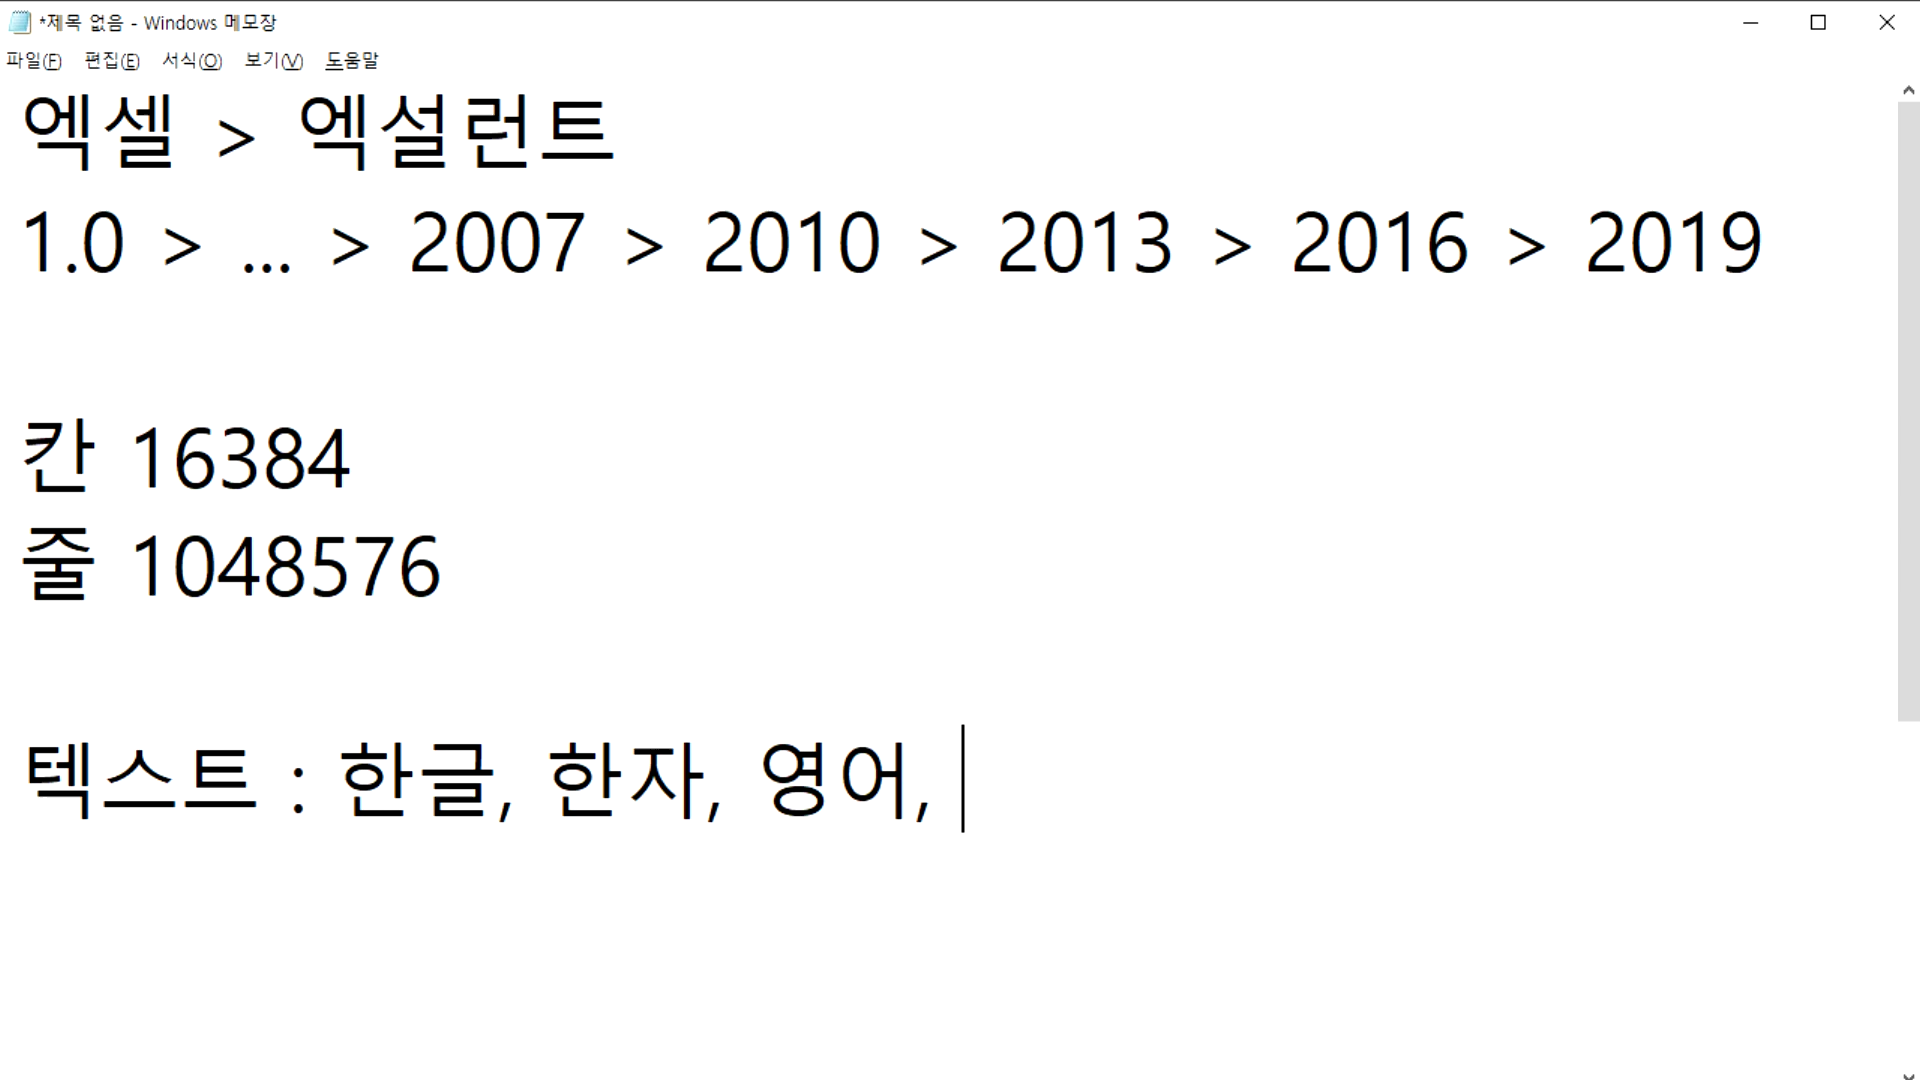 *제목 없음 - Windows 메모장
파일(F) 편집(E) 서식(O) 보기(V) 도움말
엑셀 > 엑설런트
1.0 > ... > 2007 > 2010 > 2013 > 2016 > 2019
칸 16384
줄 1048576
텍스트 : 한글, 한자, 영어,